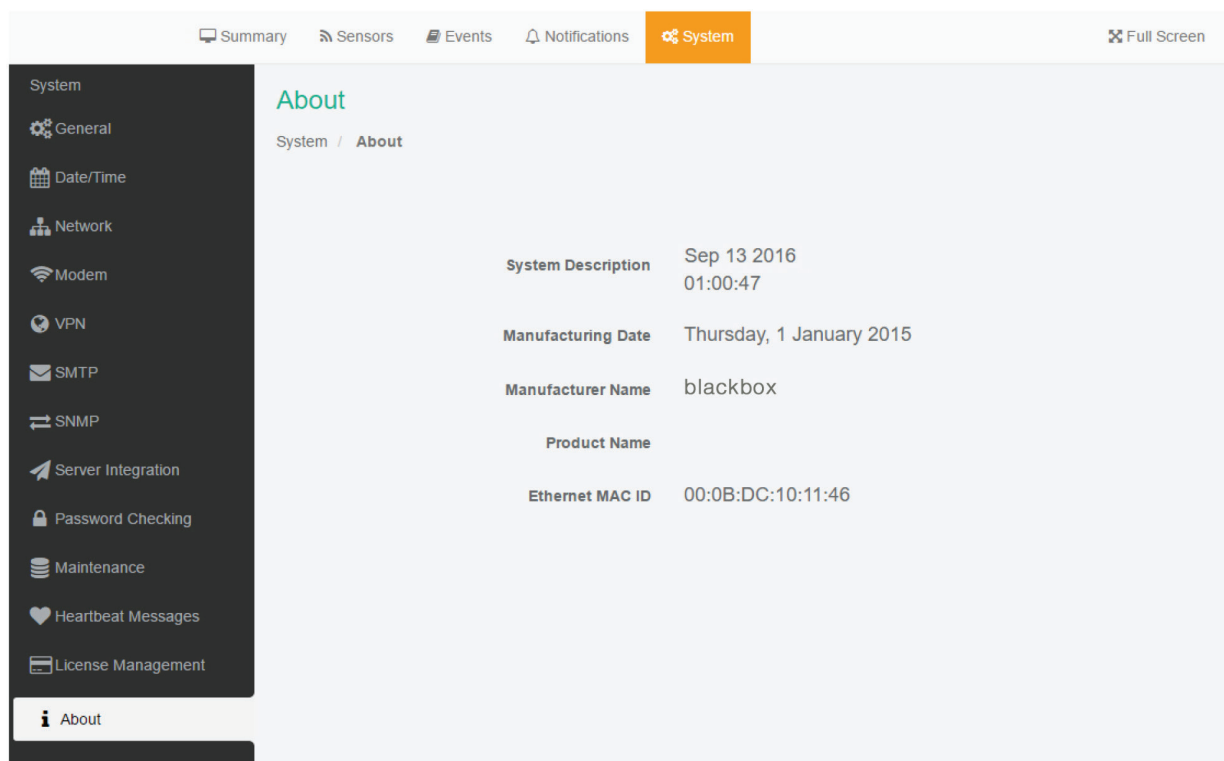 Summary Sensors Events Notifications System Full Screen
System
General
Date/Time
Network
Modem
VPN
SMTP
SNMP
Server Integration
Password Checking
Maintenance
Heartbeat Messages
License Management
About
About
System / About
System Description Sep 13 2016
01:00:47
Manufacturing Date Thursday, 1 January 2015
Manufacturer Name blackbox
Product Name
Ethernet MAC ID 00:0B:DC:10:11:46